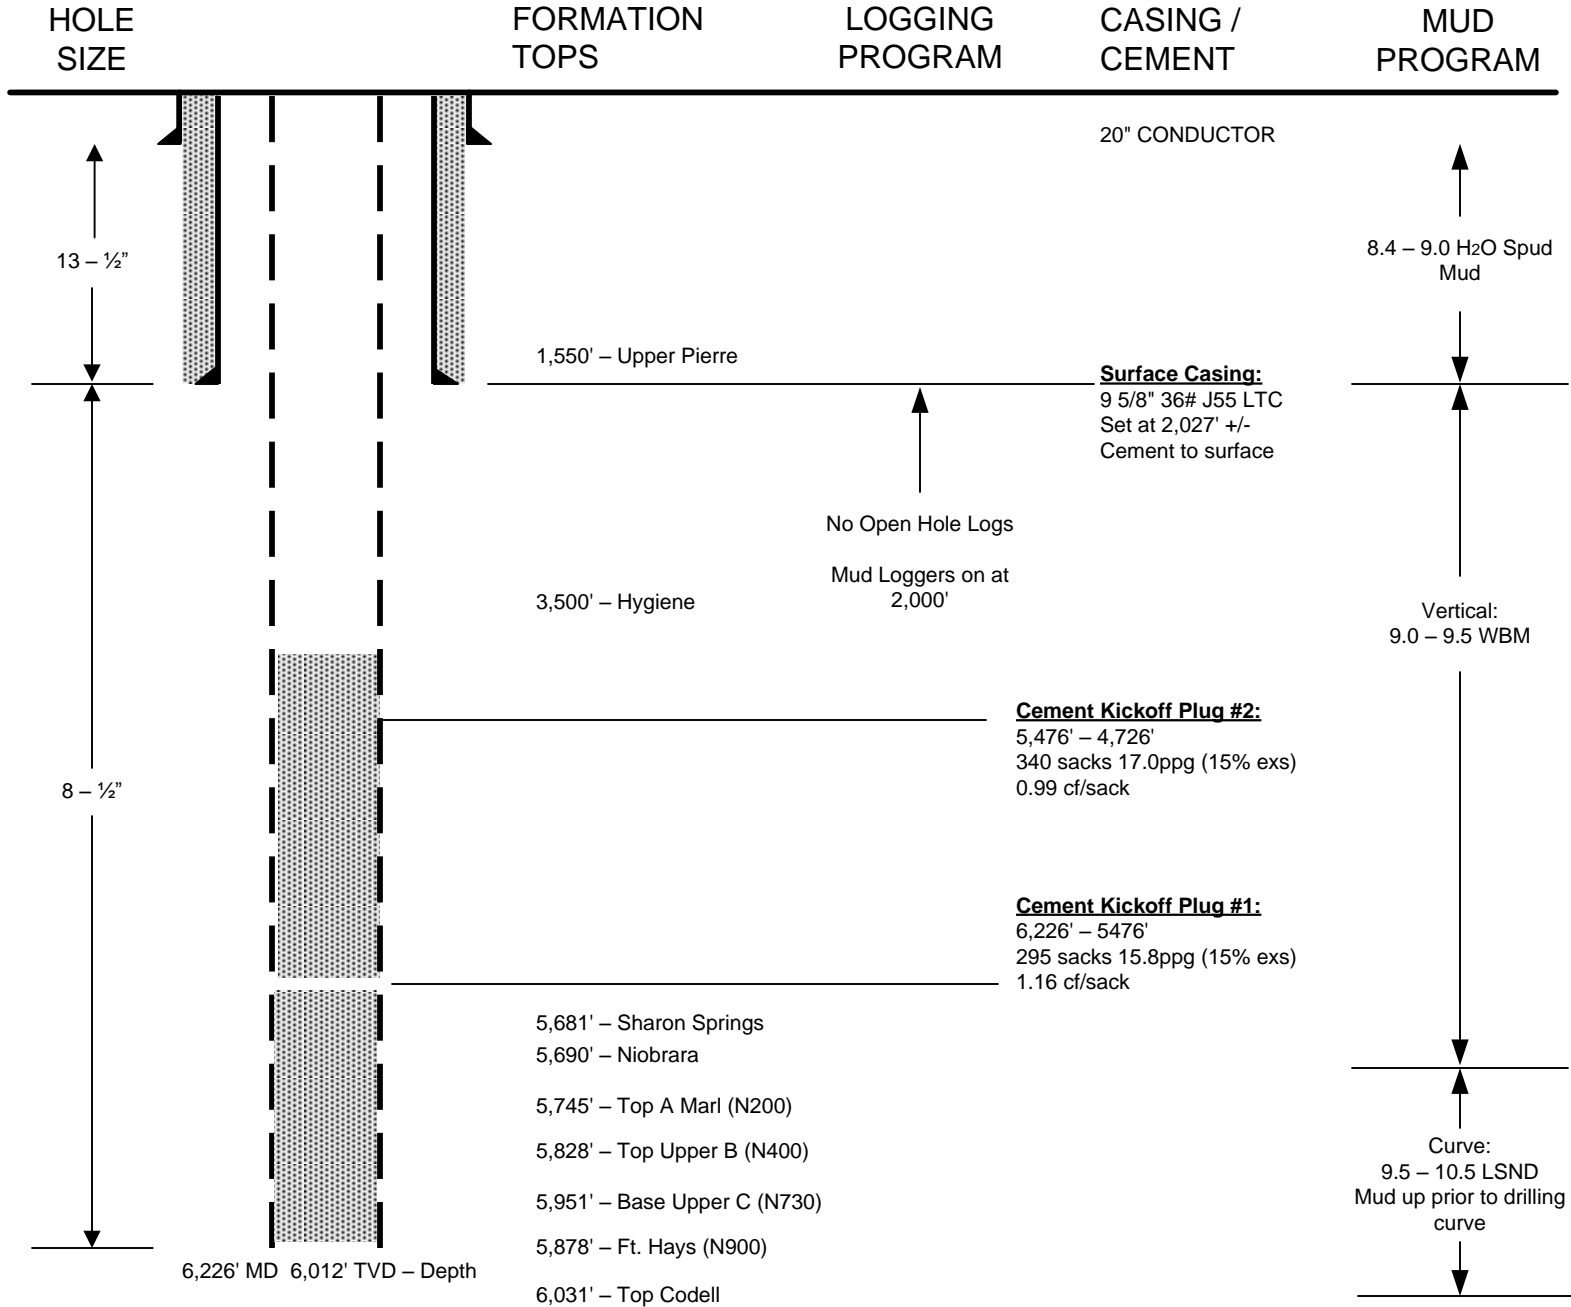 HOLE
SIZE
FORMATION
TOPS
LOGGING
PROGRAM
CASING /
CEMENT
MUD
PROGRAM
20" CONDUCTOR
13 – ½”
8.4 – 9.0 H2O Spud
Mud
1,550' – Upper Pierre
Surface Casing:
9 5/8" 36# J55 LTC
Set at 2,027' +/-
Cement to surface
No Open Hole Logs
Mud Loggers on at
2,000'
3,500' – Hygiene
Vertical:
9.0 – 9.5 WBM
Cement Kickoff Plug #2:
5,476' – 4,726'
340 sacks 17.0ppg (15% exs)
0.99 cf/sack
8 – ½”
Cement Kickoff Plug #1:
6,226' – 5476'
295 sacks 15.8ppg (15% exs)
1.16 cf/sack
5,681' – Sharon Springs
5,690' – Niobrara
5,745' – Top A Marl (N200)
5,828' – Top Upper B (N400)
5,951' – Base Upper C (N730)
5,878' – Ft. Hays (N900)
6,031' – Top Codell
Curve:
9.5 – 10.5 LSND
Mud up prior to drilling
curve
6,226' MD  6,012' TVD – Depth